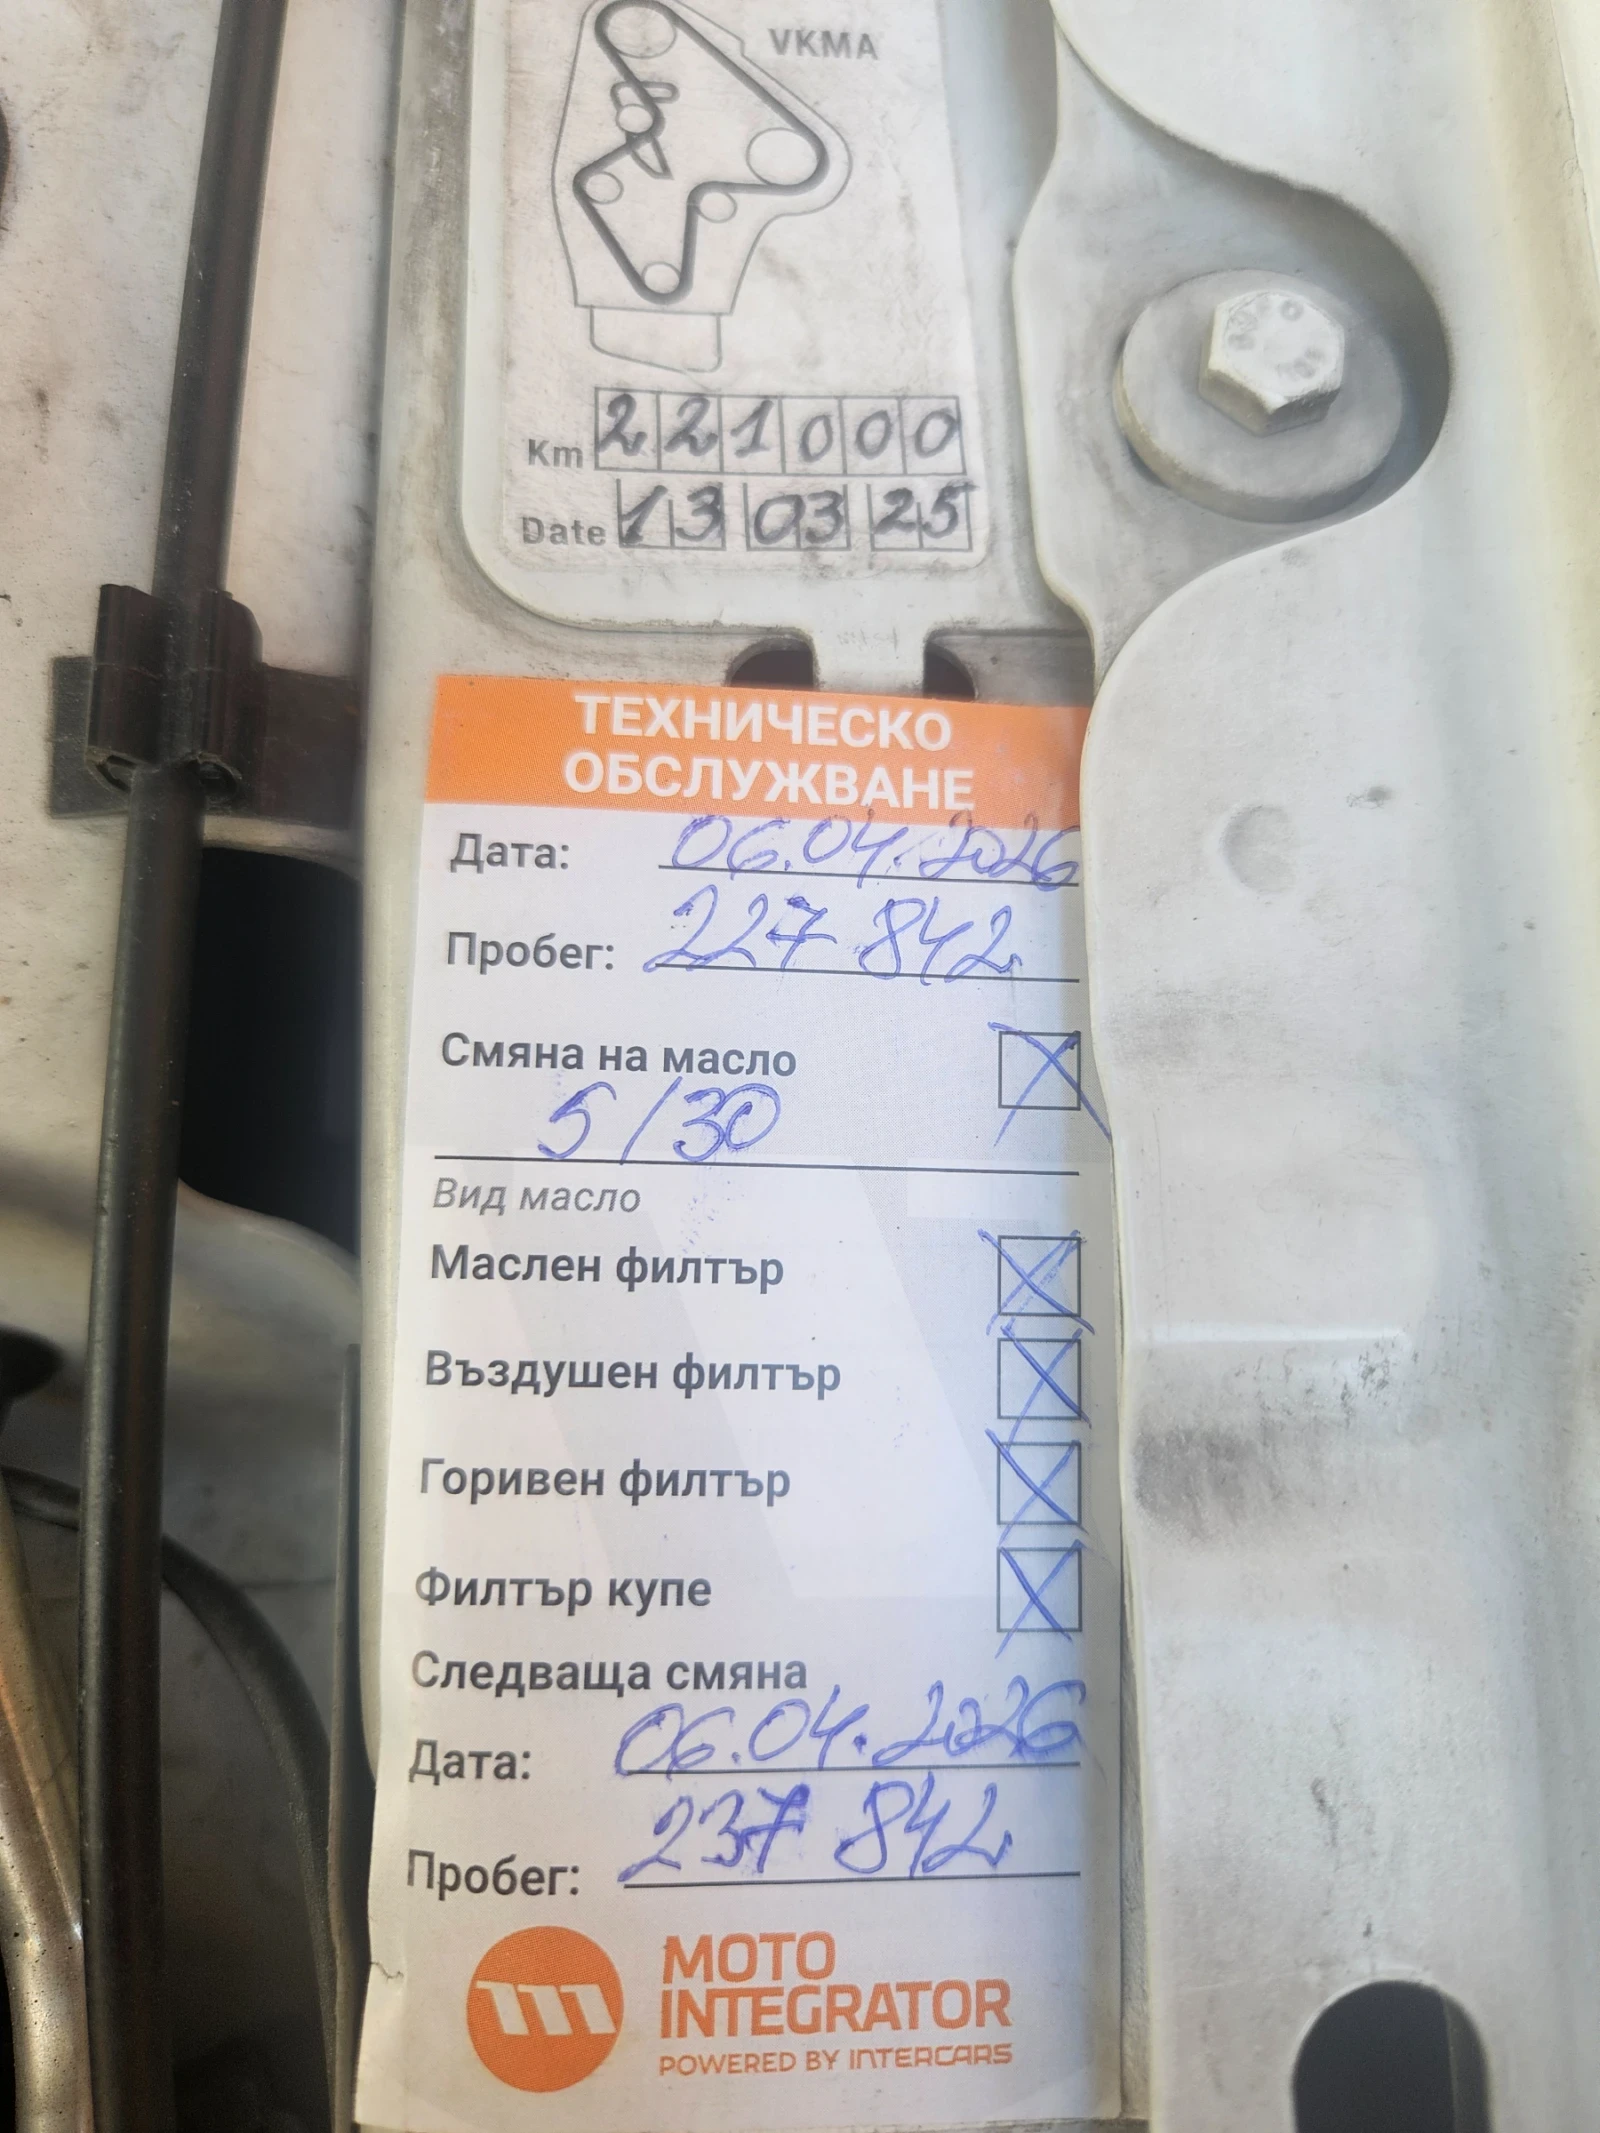 VKMA
Km 221000
Date 13 03 25
ТЕХНИЧЕСКО
ОБСЛУЖВАНЕ
Дата: 06.04.2026
Пробег: 227 842
Смяна на масло
5/30
Вид масло
Маслен филтър
Въздушен филтър
Горивен филтър
Филтър купе
Следваща смяна
Дата: 06.04.2026
Пробег: 237 842
MOTO
INTEGRATOR
POWERED BY INTERCARS